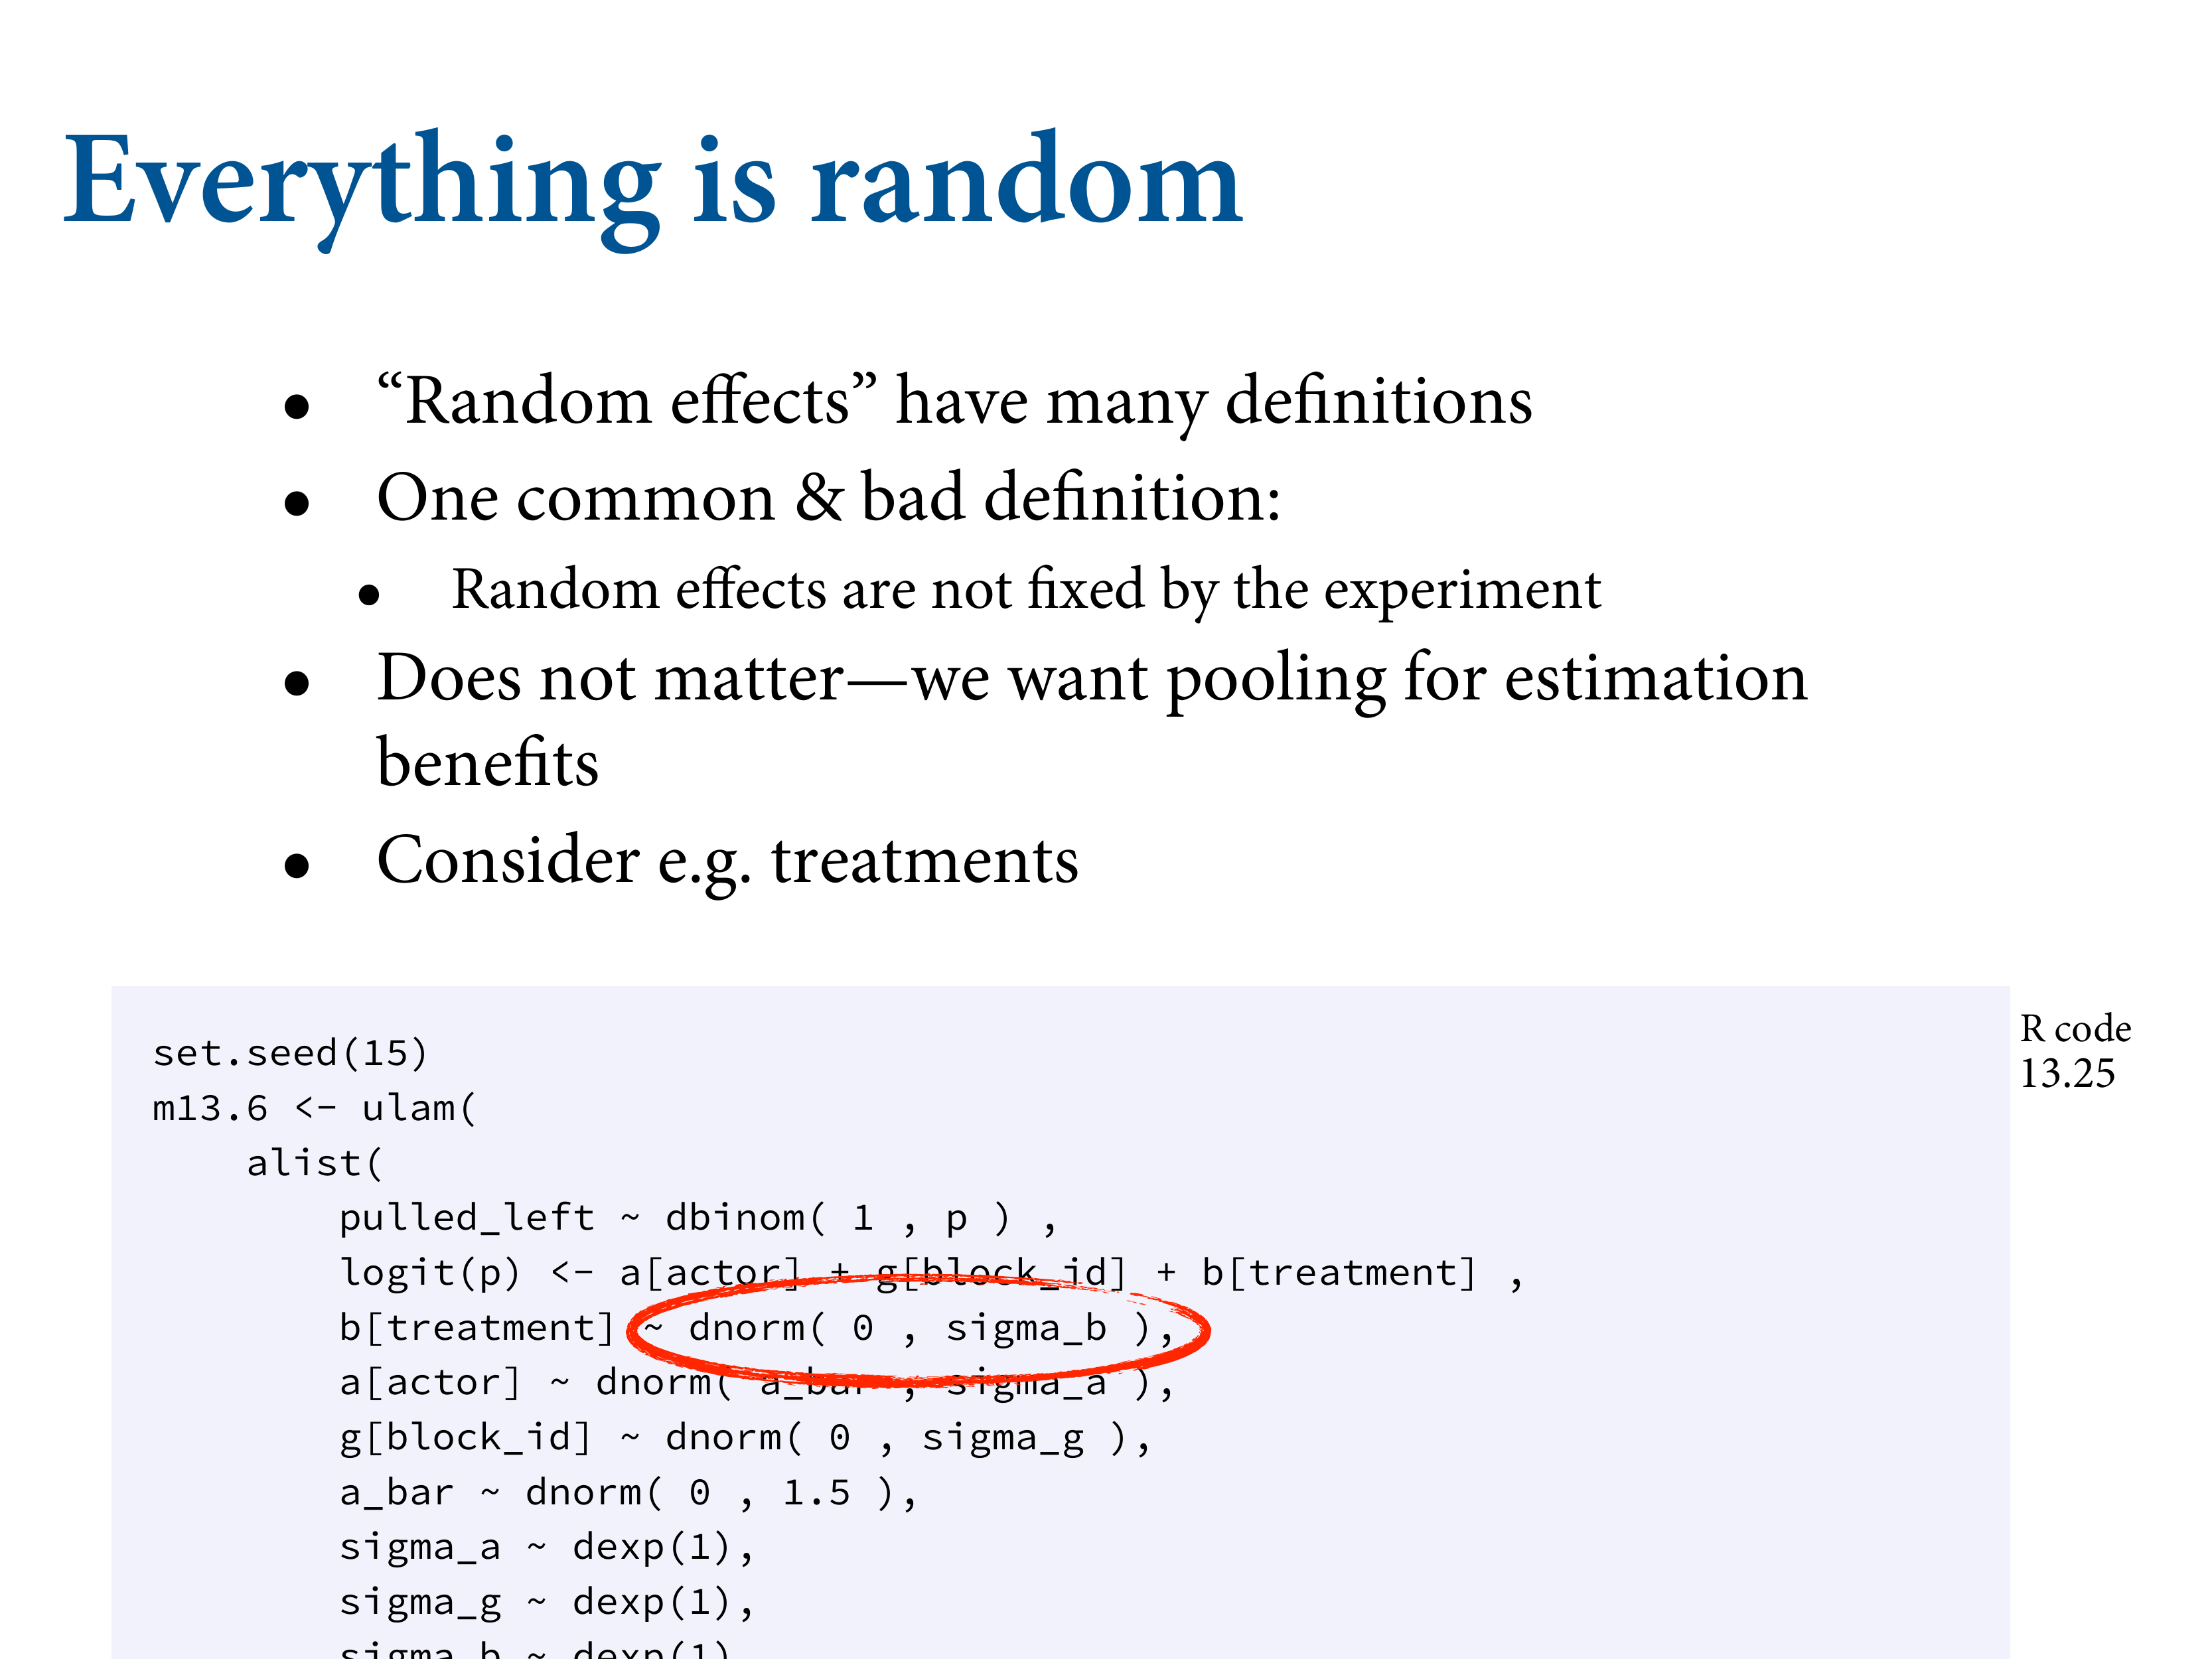 Everything is random
• “Random effects” have many definitions
• One common & bad definition:
• Random effects are not fixed by the experiment
• Does not matter—we want pooling for estimation
benefits
• Consider e.g. treatments
R code
13.25
set.seed(15)
m13.6 <- ulam(
    alist(
        pulled_left ~ dbinom( 1 , p ) ,
        logit(p) <- a[actor] + g[block_id] + b[treatment] ,
        b[treatment] ~ dnorm( 0 , sigma_b ),
        a[actor] ~ dnorm( a_bar , sigma_a ),
        g[block_id] ~ dnorm( 0 , sigma_g ),
        a_bar ~ dnorm( 0 , 1.5 ),
        sigma_a ~ dexp(1),
        sigma_g ~ dexp(1),
        sigma_b ~ dexp(1)